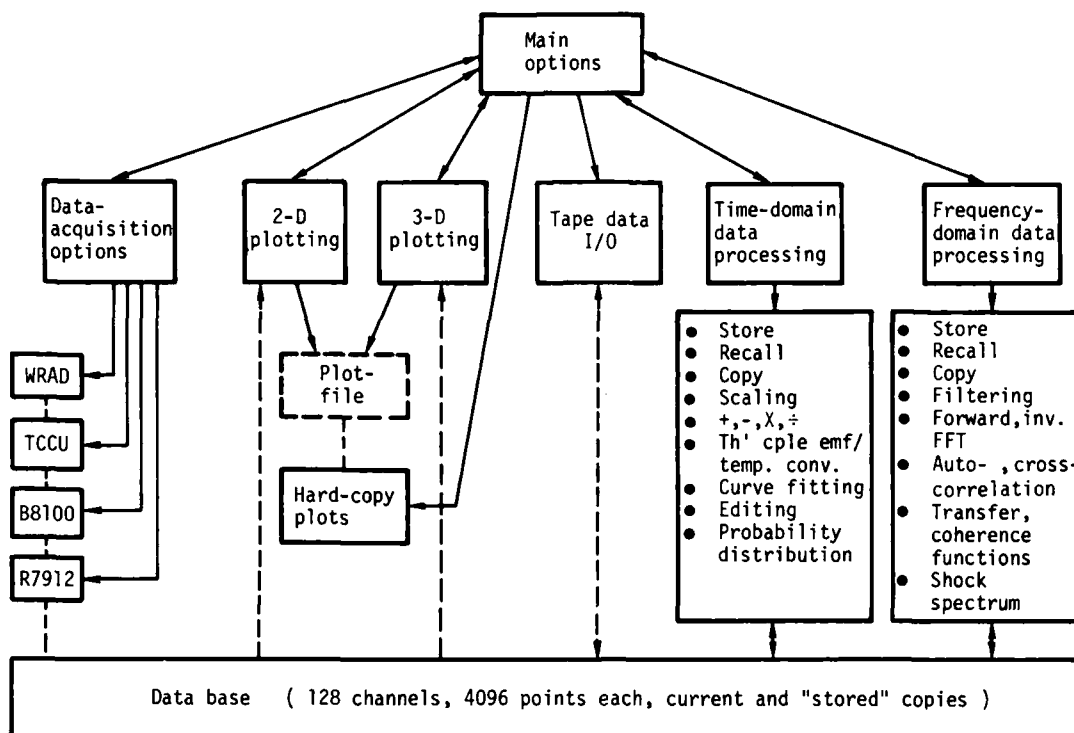 Main
options
Data-
acquisition
options
2-D
plotting
3-D
plotting
Tape data
I/O
Time-domain
data
processing
Frequency-
domain data
processing
WRAD
TCCU
B8100
R7912
Plot-
file
Hard-copy
plots
● Store
● Recall
● Copy
● Scaling
● +,-,X,÷
● Th' cple emf/
temp. conv.
● Curve fitting
● Editing
● Probability
distribution
● Store
● Recall
● Copy
● Filtering
● Forward,inv.
FFT
● Auto- ,cross-
correlation
● Transfer,
coherence
functions
● Shock
spectrum
Data base ( 128 channels, 4096 points each, current and "stored" copies )